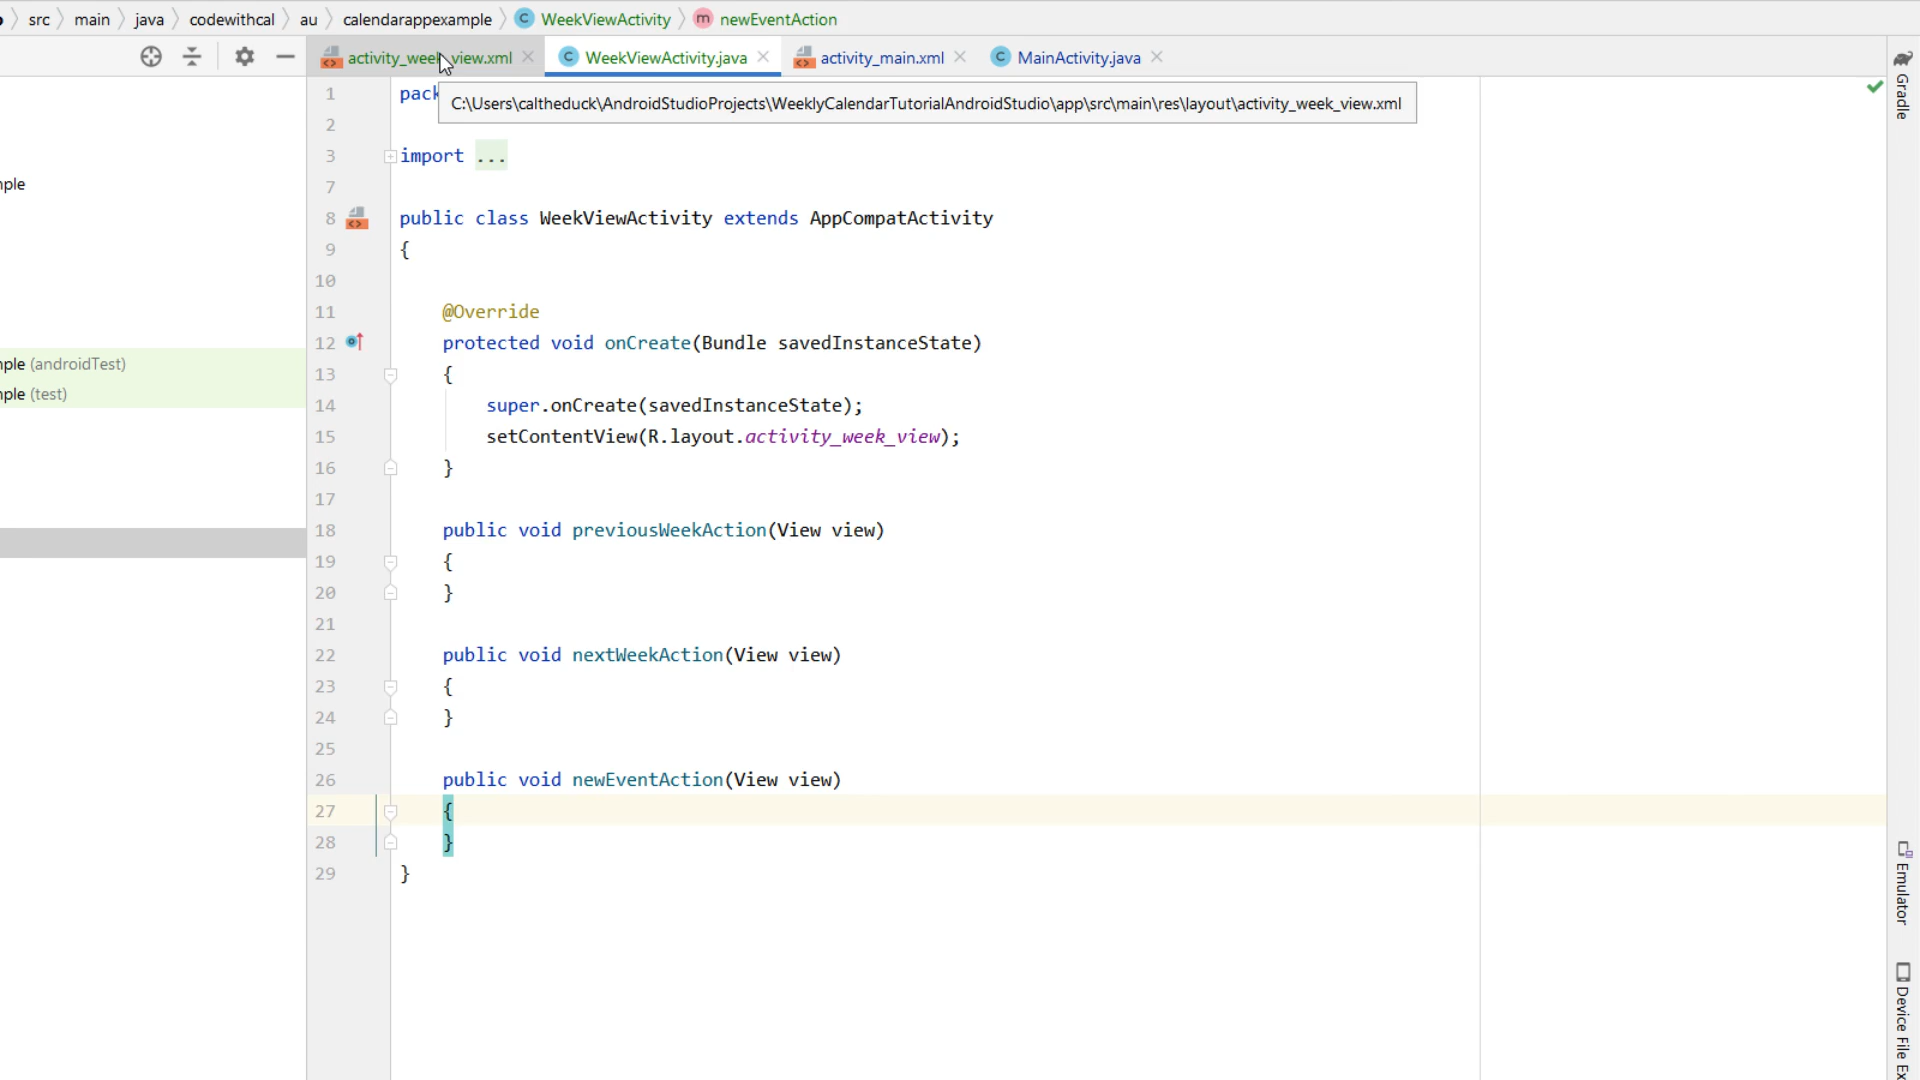 src main java codewithcal au calendarappexample WeekViewActivity newEventAction
activity_week_view.xml WeekViewActivity.java activity_main.xml MainActivity.java
C:\Users\caltheduck\AndroidStudioProjects\WeeklyCalendarTutorialAndroidStudio\app\src\main\res\layout\activity_week_view.xml
1 pack
2
3 import ...
7
8 public class WeekViewActivity extends AppCompatActivity
9 {
10
11 @Override
12 protected void onCreate(Bundle savedInstanceState)
13 {
14 super.onCreate(savedInstanceState);
15 setContentView(R.layout.activity_week_view);
16 }
17
18 public void previousWeekAction(View view)
19 {
20 }
21
22 public void nextWeekAction(View view)
23 {
24 }
25
26 public void newEventAction(View view)
27 {
28 }
29 }
mple
mple (androidTest)
mple (test)
Gradle
Emulator
Device File Ex